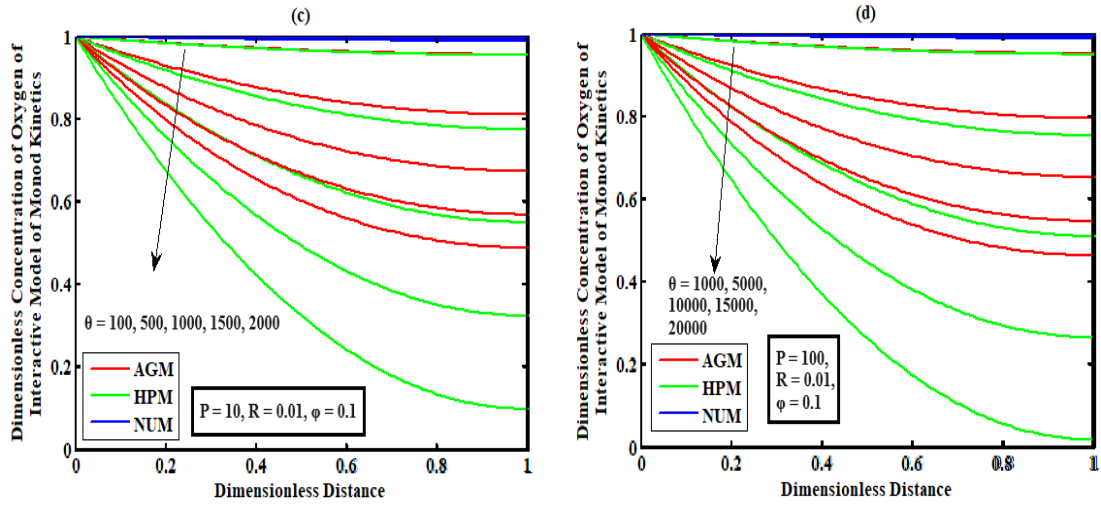 (c)
Dimensionless Concentration of Oxygen of
Interactive Model of Monod Kinetics
1
0.8
0.6
0.4
0.2
0
θ = 100, 500, 1000, 1500, 2000
AGM
HPM
NUM
P = 10, R = 0.01, φ = 0.1
0 0.2 0.4 0.6 0.8 1
Dimensionless Distance
(d)
Dimensionless Concentration of Oxygen of
Interactive Model of Monod Kinetics
1
0.8
0.6
0.4
0.2
0
θ = 1000, 5000,
10000, 15000,
20000
AGM
HPM
NUM
P = 100,
R = 0.01,
φ = 0.1
0 0.2 0.4 0.6 0.8 1
Dimensionless Distance